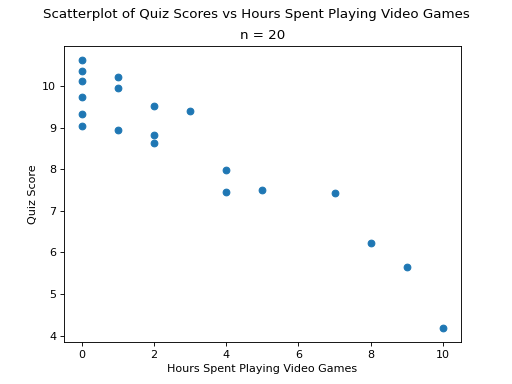 Scatterplot of Quiz Scores vs Hours Spent Playing Video Games
n = 20
10
9
8
7
6
5
4
Quiz Score
0 2 4 6 8 10
Hours Spent Playing Video Games